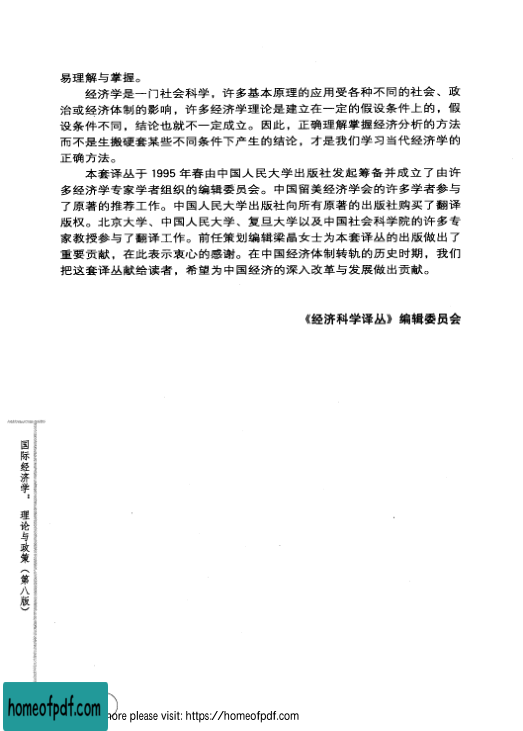 易理解与掌握。
经济学是一门社会科学，许多基本原理的应用受各种不同的社会、政
治或经济体制的影响，许多经济学理论是建立在一定的假设条件上的，假
设条件不同，结论也就不一定成立。因此，正确理解掌握经济分析的方法
而不是生搬硬套某些不同条件下产生的结论，才是我们学习当代经济学的
正确方法。
本套译丛于 1995 年春由中国人民大学出版社发起筹备并成立了由许
多经济学专家学者组织的编辑委员会。中国留美经济学会的许多学者参与
了原著的推荐工作。中国人民大学出版社向所有原著的出版社购买了翻译
版权。北京大学、中国人民大学、复旦大学以及中国社会科学院的许多专
家教授参与了翻译工作。前任策划编辑梁晶女士为本套译丛的出版做出了
重要贡献，在此表示衷心的感谢。在中国经济体制转轨的历史时期，我们
把这套译丛献给读者，希望为中国经济的深入改革与发展做出贡献。
《经济科学译丛》编辑委员会
国际经济学：理论与政策（第八版）
homeofpdf.com
more please visit: https://homeofpdf.com